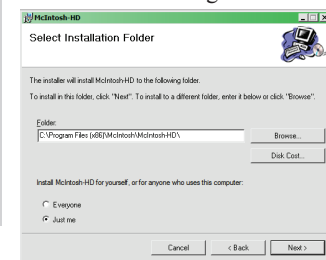 McIntosh-HD
Select Installation Folder
The installer will install McIntosh-HD to the following folder.
To install in this folder, click "Next". To install to a different folder, enter it below or click "Browse".
Folder:
C:\Program Files (x86)\McIntosh\McIntosh-HD\
Browse...
Disk Cost...
Install McIntosh-HD for yourself, or for anyone who uses this computer:
Everyone
Just me
Cancel
< Back
Next >